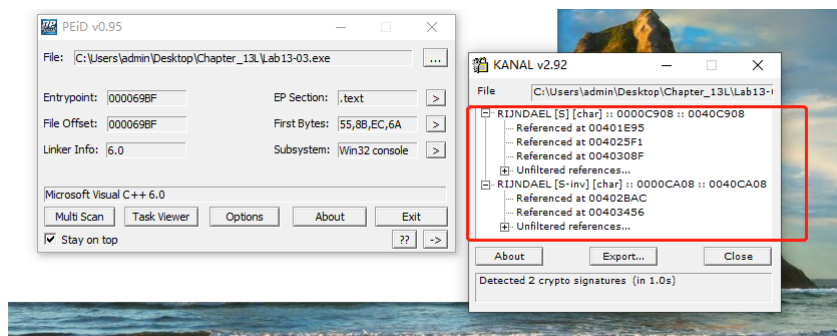 PEiD v0.95
File: C:\Users\admin\Desktop\Chapter_13L\Lab13-03.exe ...
Entrypoint: 000069BF EP Section: .text >
File Offset: 000069BF First Bytes: 55,8B,EC,6A >
Linker Info: 6.0 Subsystem: Win32 console >
Microsoft Visual C++ 6.0
Multi Scan Task Viewer Options About Exit
Stay on top ?? ->
KANAL v2.92
File C:\Users\admin\Desktop\Chapter_13L\Lab13-
RIJNDAEL [S] [char] :: 0000C908 :: 0040C908
Referenced at 00401E95
Referenced at 004025F1
Referenced at 0040308F
Unfiltered references...
RIJNDAEL [S-inv] [char] :: 0000CA08 :: 0040CA08
Referenced at 00402BAC
Referenced at 00403456
Unfiltered references...
About Export... Close
Detected 2 crypto signatures (in 1.0s)